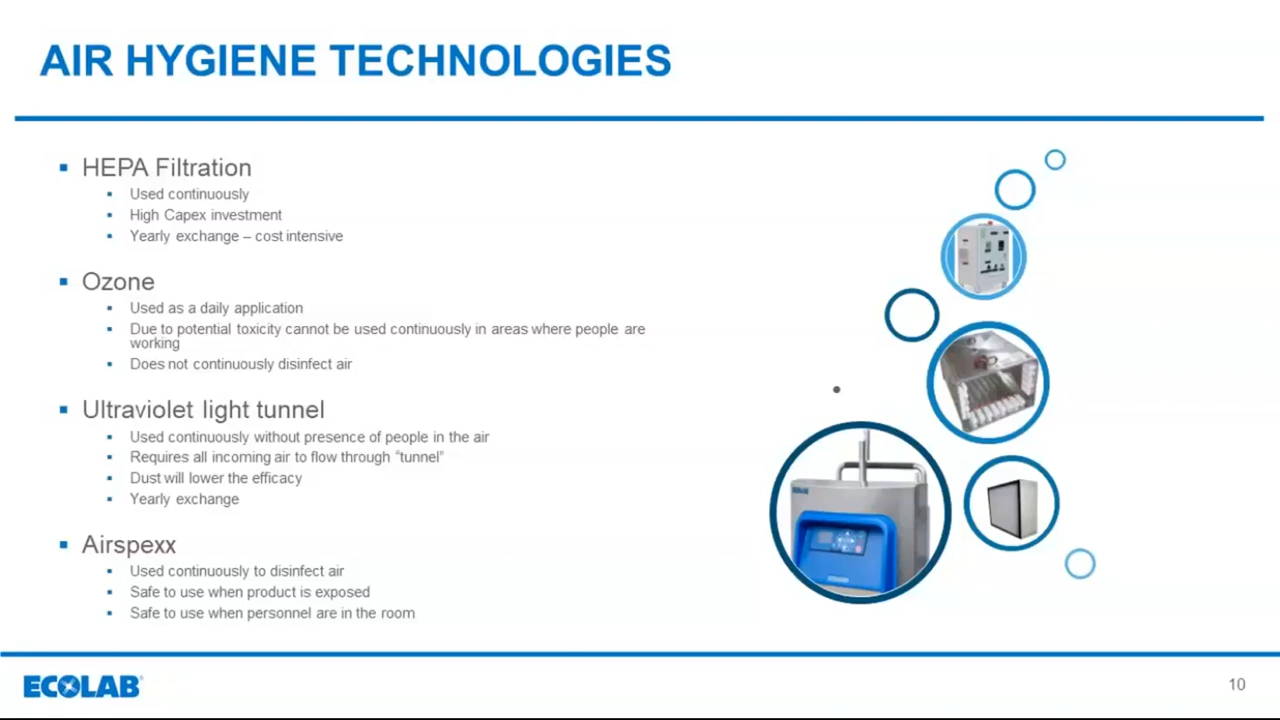 AIR HYGIENE TECHNOLOGIES
HEPA Filtration
Used continuously
High Capex investment
Yearly exchange – cost intensive
Ozone
Used as a daily application
Due to potential toxicity cannot be used continuously in areas where people are
working
Does not continuously disinfect air
Ultraviolet light tunnel
Used continuously without presence of people in the air
Requires all incoming air to flow through “tunnel”
Dust will lower the efficacy
Yearly exchange
Airspexx
Used continuously to disinfect air
Safe to use when product is exposed
Safe to use when personnel are in the room
ECOLAB
ECOLAB®
10